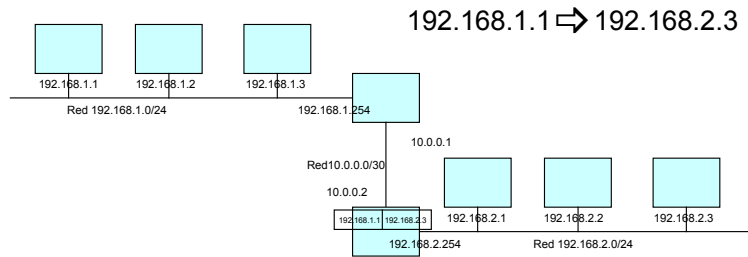 192.168.1.1 ⇨ 192.168.2.3
192.168.1.1
192.168.1.2
192.168.1.3
Red 192.168.1.0/24
192.168.1.254
10.0.0.1
Red10.0.0.0/30
10.0.0.2
192.168.1.1 192.168.2.3
192.168.2.1
192.168.2.2
192.168.2.3
192.168.2.254
Red 192.168.2.0/24